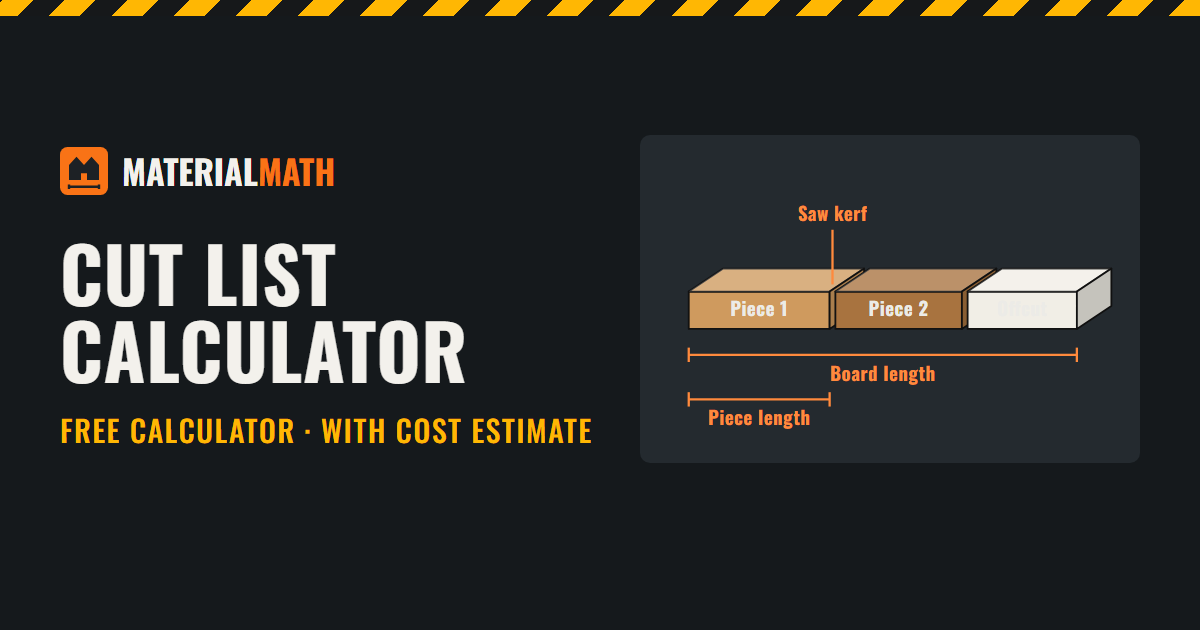 MATERIALMATH
CUT LIST
CALCULATOR
FREE CALCULATOR · WITH COST ESTIMATE
Saw kerf
Piece 1
Piece 2
Board length
Piece length